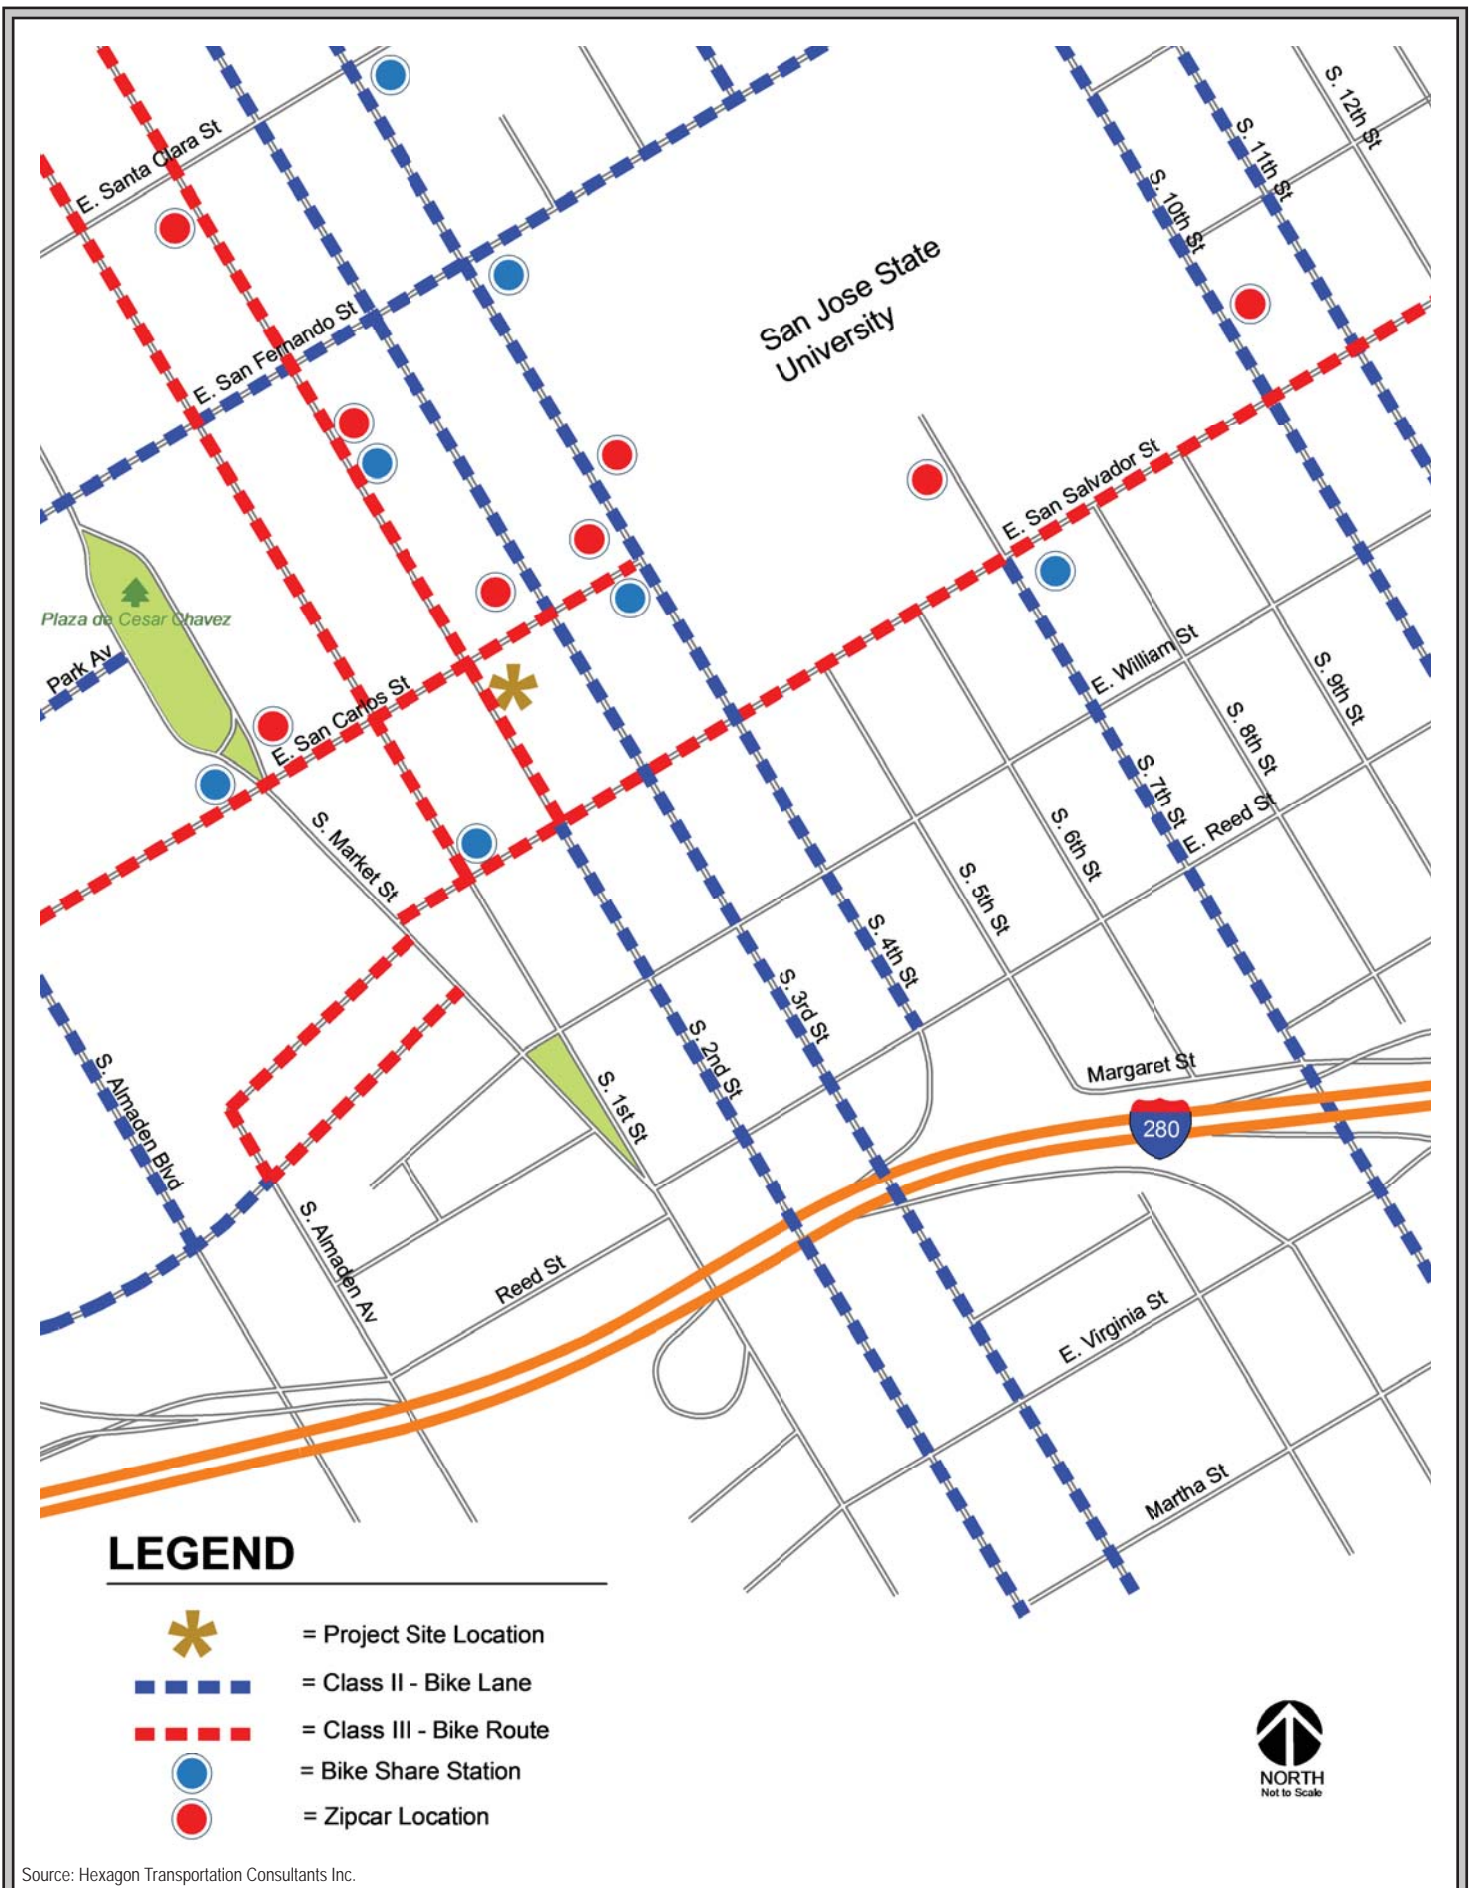 S. 12th St
E. Santa Clara St
S. 11th St
S. 10th St
San Jose State
University
E. San Fernando St
E. San Salvador St
Plaza de Cesar Chavez
Park Av
E. William St
S. 9th St
E. San Carlos St
S. 8th St
S. 7th St
E. Reed St
S. Market St
S. 6th St
S. 5th St
S. 4th St
S. 3rd St
S. 2nd St
Margaret St
S. Almaden Blvd
S. 1st St
280
S. Almaden Av
Reed St
E. Virginia St
Martha St
LEGEND
= Project Site Location
= Class II - Bike Lane
= Class III - Bike Route
= Bike Share Station
= Zipcar Location
NORTH
Not to Scale
Source: Hexagon Transportation Consultants Inc.